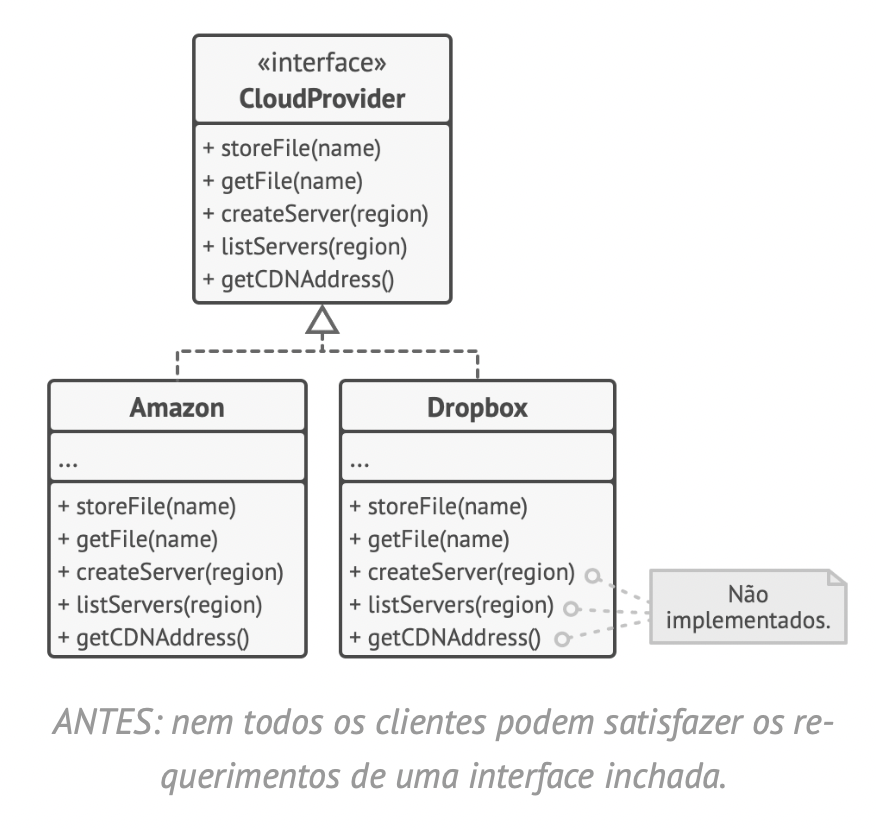 «interface»
CloudProvider
+ storeFile(name)
+ getFile(name)
+ createServer(region)
+ listServers(region)
+ getCDNAddress()
Amazon
...
+ storeFile(name)
+ getFile(name)
+ createServer(region)
+ listServers(region)
+ getCDNAddress()
Dropbox
...
+ storeFile(name)
+ getFile(name)
+ createServer(region)
+ listServers(region)
+ getCDNAddress()
Não
implementados.
ANTES: nem todos os clientes podem satisfazer os re-
querimentos de uma interface inchada.